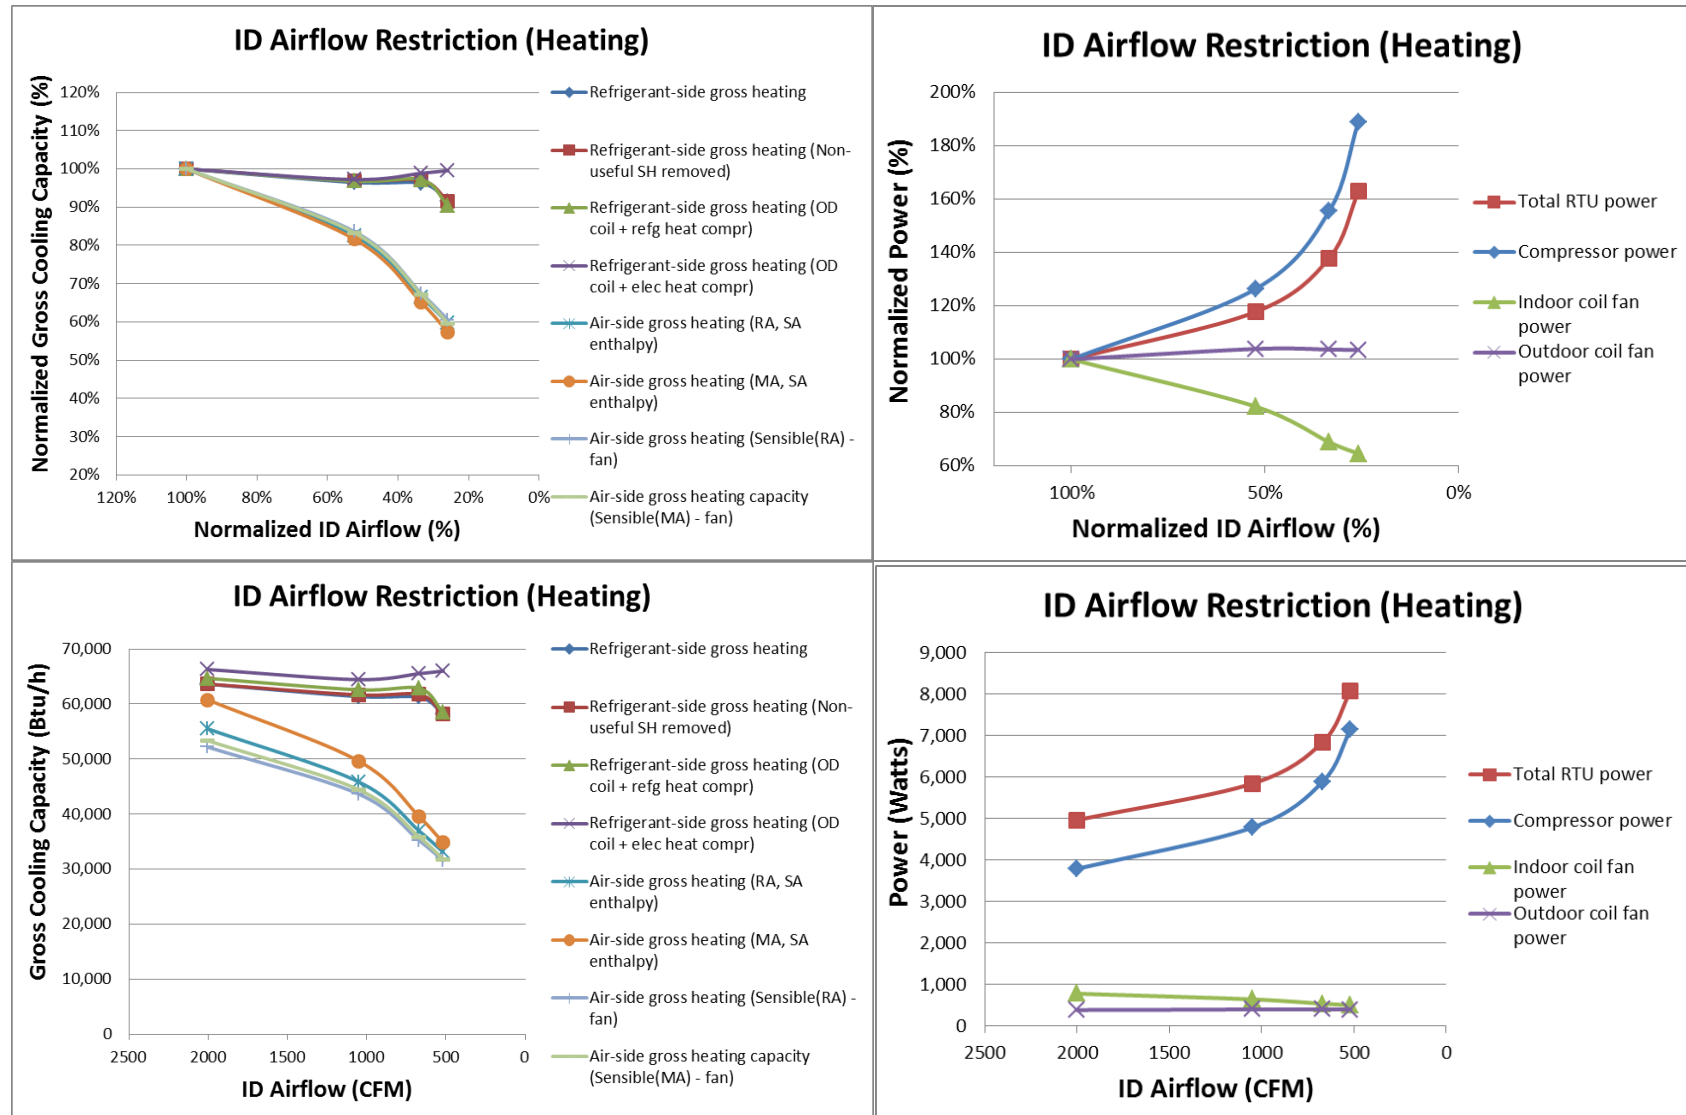 ID Airflow Restriction (Heating)
Normalized Gross Cooling Capacity (%)
120%
110%
100%
90%
80%
70%
60%
50%
40%
30%
20%
120%
100%
80%
60%
40%
20%
0%
Normalized ID Airflow (%)
Refrigerant-side gross heating
Refrigerant-side gross heating (Non-
useful SH removed)
Refrigerant-side gross heating (OD
coil + refg heat compr)
Refrigerant-side gross heating (OD
coil + elec heat compr)
Air-side gross heating (RA, SA
enthalpy)
Air-side gross heating (MA, SA
enthalpy)
Air-side gross heating (Sensible(RA) -
fan)
Air-side gross heating capacity
(Sensible(MA) - fan)
ID Airflow Restriction (Heating)
Normalized Power (%)
200%
180%
160%
140%
120%
100%
80%
60%
100%
50%
0%
Normalized ID Airflow (%)
Total RTU power
Compressor power
Indoor coil fan
power
Outdoor coil fan
power
ID Airflow Restriction (Heating)
Gross Cooling Capacity (Btu/h)
70,000
60,000
50,000
40,000
30,000
20,000
10,000
0
2500
2000
1500
1000
500
0
ID Airflow (CFM)
Refrigerant-side gross heating
Refrigerant-side gross heating (Non-
useful SH removed)
Refrigerant-side gross heating (OD
coil + refg heat compr)
Refrigerant-side gross heating (OD
coil + elec heat compr)
Air-side gross heating (RA, SA
enthalpy)
Air-side gross heating (MA, SA
enthalpy)
Air-side gross heating (Sensible(RA) -
fan)
Air-side gross heating capacity
(Sensible(MA) - fan)
ID Airflow Restriction (Heating)
Power (Watts)
9,000
8,000
7,000
6,000
5,000
4,000
3,000
2,000
1,000
0
2500
2000
1500
1000
500
0
ID Airflow (CFM)
Total RTU power
Compressor power
Indoor coil fan
power
Outdoor coil fan
power